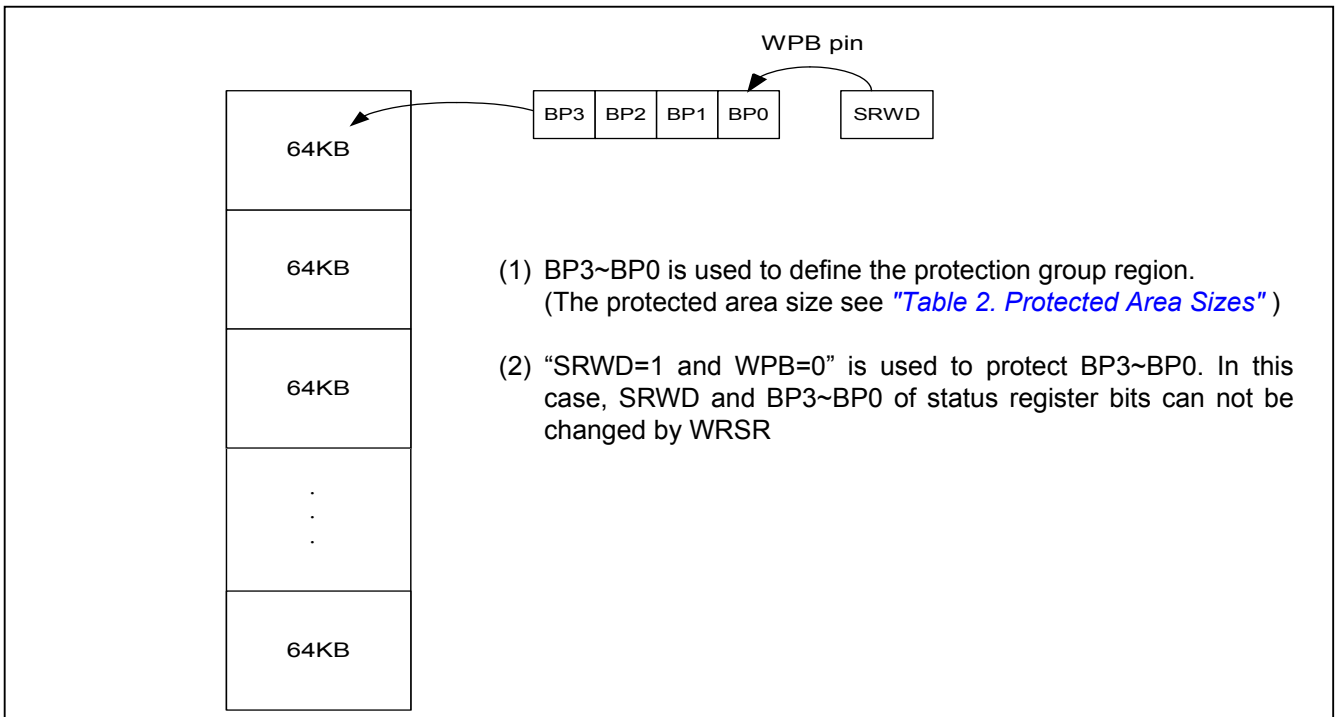 WPB pin
BP3 BP2 BP1 BP0 SRWD
64KB
64KB
(1) BP3~BP0 is used to define the protection group region.
(The protected area size see "Table 2. Protected Area Sizes" )
64KB
(2) “SRWD=1 and WPB=0” is used to protect BP3~BP0. In this
case, SRWD and BP3~BP0 of status register bits can not be
changed by WRSR
.
.
.
64KB